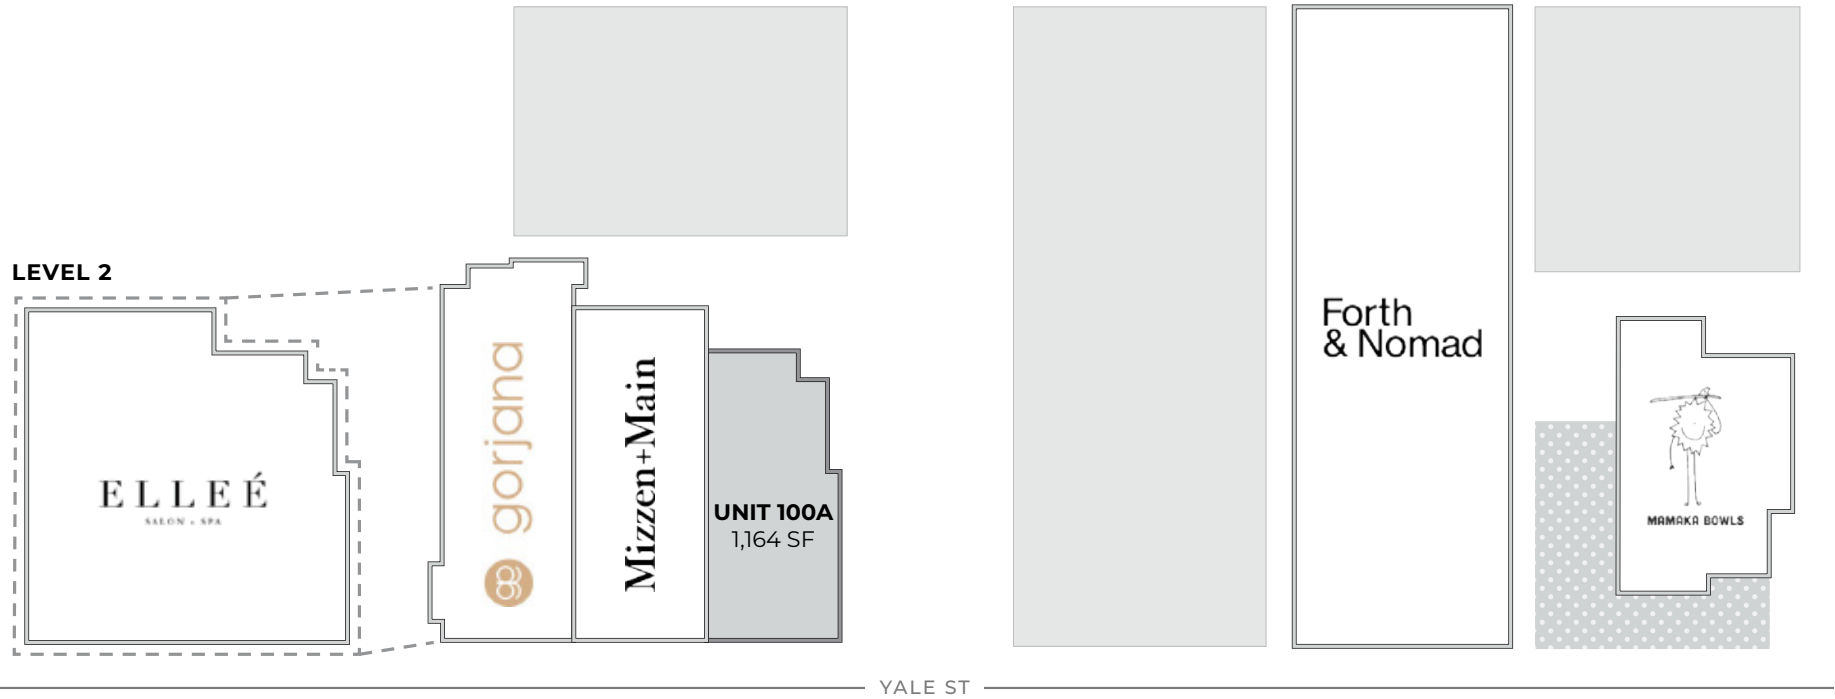 LEVEL 2
ELLEÉ
SALON + SPA
gorjana
Mizzen+Main
UNIT 100A
1,164 SF
Forth
& Nomad
MAMAKA BOWLS
YALE ST